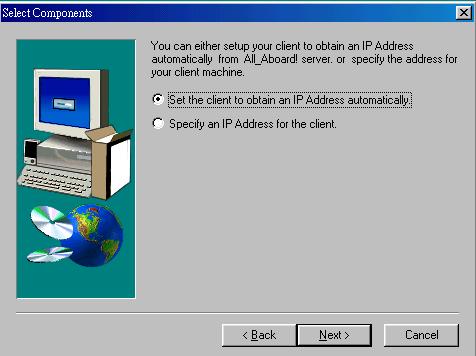 Select Components
You can either setup your client to obtain an IP Address
automatically from All_Aboard! server. or specify the address for
your client machine.
Set the client to obtain an IP Address automatically.
Specify an IP Address for the client.
< Back
Next >
Cancel